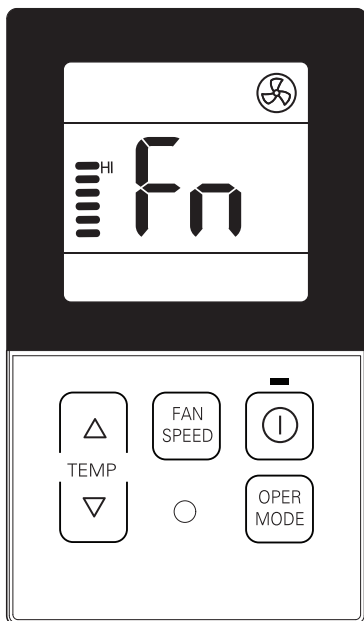 HI
Fn
FAN
SPEED
TEMP
OPER
MODE